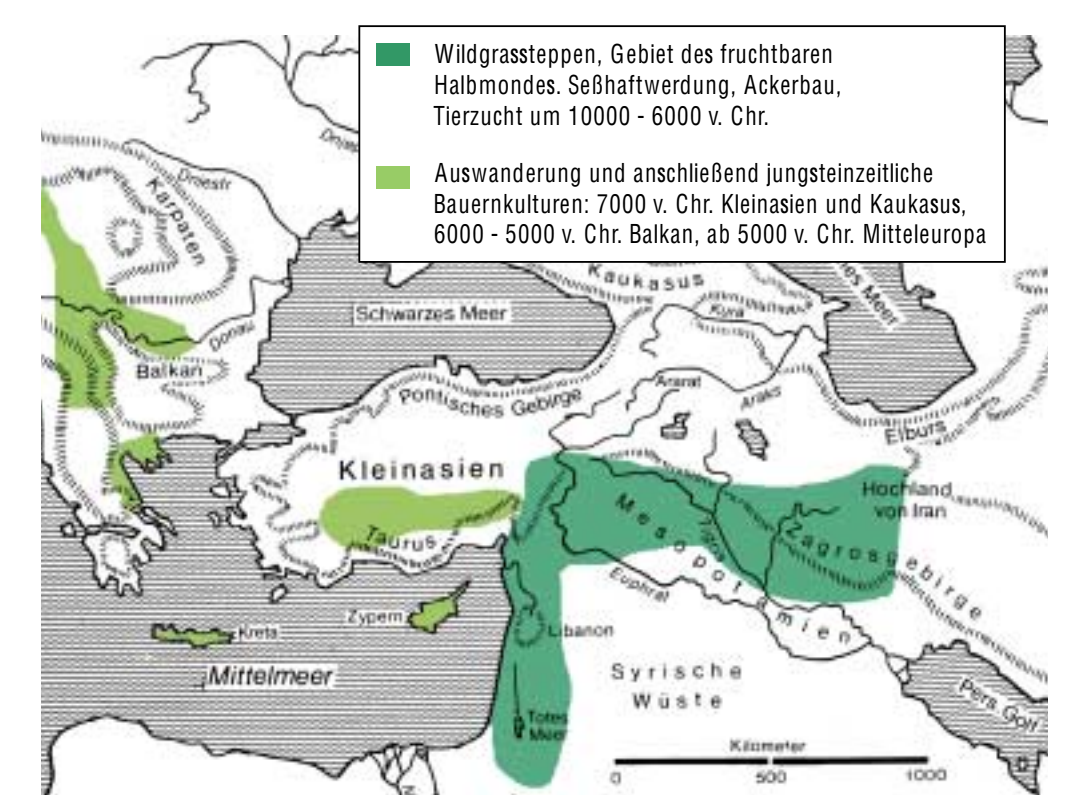 Wildgrassteppen, Gebiet des fruchtbaren
Halbmondes. Seßhaftwerdung, Ackerbau,
Tierzucht um 10000 - 6000 v. Chr.
Auswanderung und anschließend jungsteinzeitliche
Bauernkulturen: 7000 v. Chr. Kleinasien und Kaukasus,
6000 - 5000 v. Chr. Balkan, ab 5000 v. Chr. Mitteleuropa
Dniestr
Karpaten
Kaukasus
Kura
Meer
Schwarzes Meer
Donau
Balkan
Pontisches Gebirge
Ararat
Araks
Elburs
Kleinasien
Hochland
von Iran
Mesopotamien
Tigris
Zagrosgebirge
Taurus
Euphrat
Zypern
Kreta
Libanon
Mittelmeer
Syrische
Wüste
Totes
Meer
Pers. Golf
Kilometer
0 500 1000